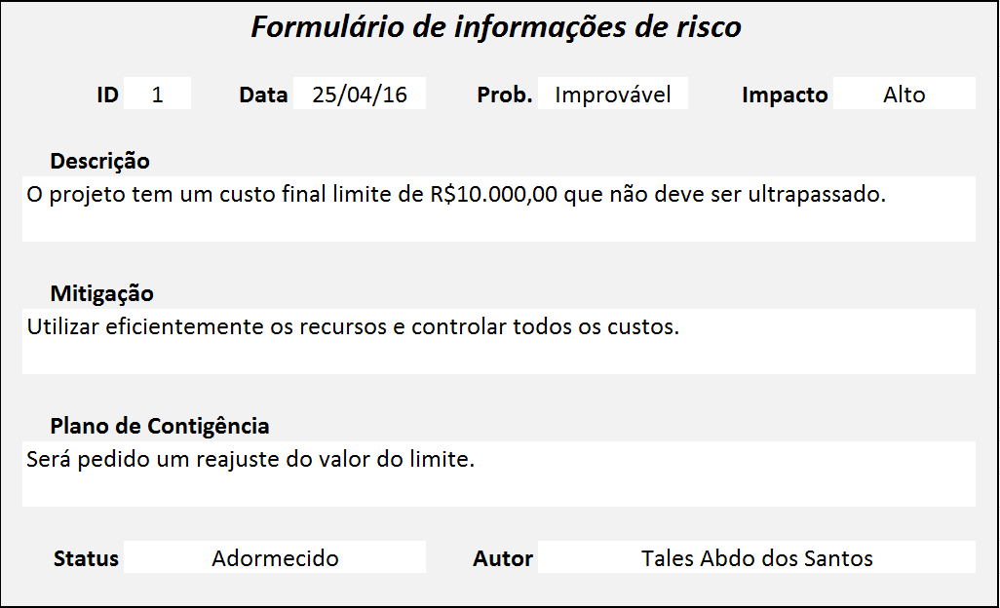 Formulário de informações de risco
ID 1 Data 25/04/16 Prob. Improvável Impacto Alto
Descrição
O projeto tem um custo final limite de R$10.000,00 que não deve ser ultrapassado.
Mitigação
Utilizar eficientemente os recursos e controlar todos os custos.
Plano de Contigência
Será pedido um reajuste do valor do limite.
Status Adormecido Autor Tales Abdo dos Santos